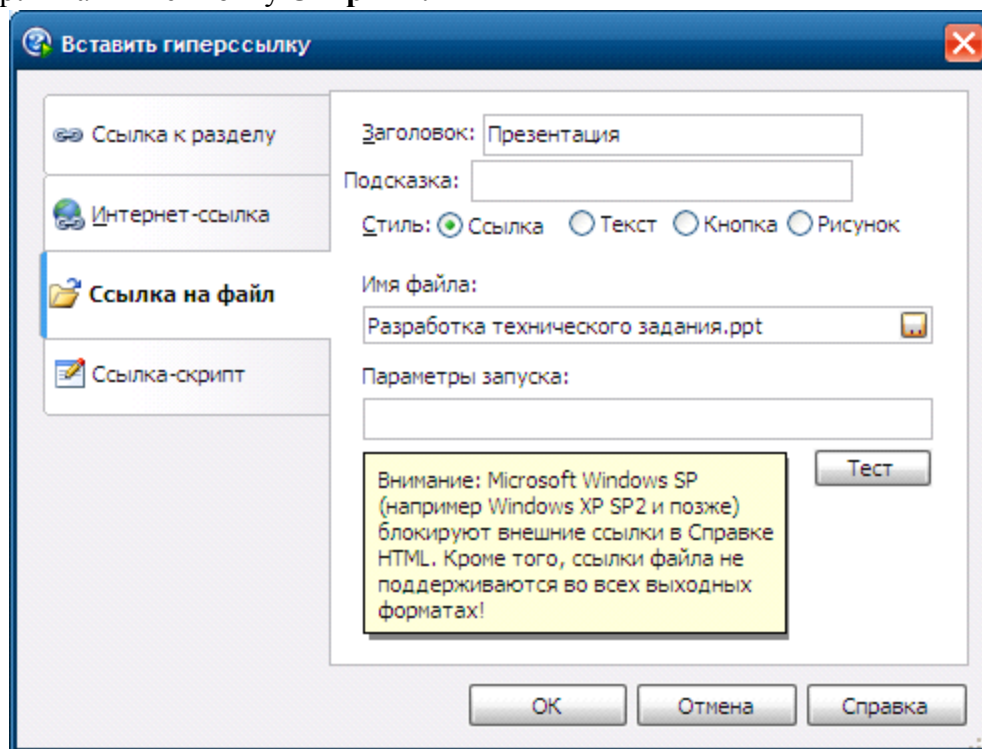 Вставить гиперссылку
Ссылка к разделу
Интернет-ссылка
Ссылка на файл
Ссылка-скрипт
Заголовок: Презентация
Подсказка:
Стиль: Ссылка Текст Кнопка Рисунок
Имя файла:
Разработка технического задания.ppt
Параметры запуска:
Тест
Внимание: Microsoft Windows SP
(например Windows XP SP2 и позже)
блокируют внешние ссылки в Справке
HTML. Кроме того, ссылки файла не
поддерживаются во всех выходных
форматах!
OK Отмена Справка